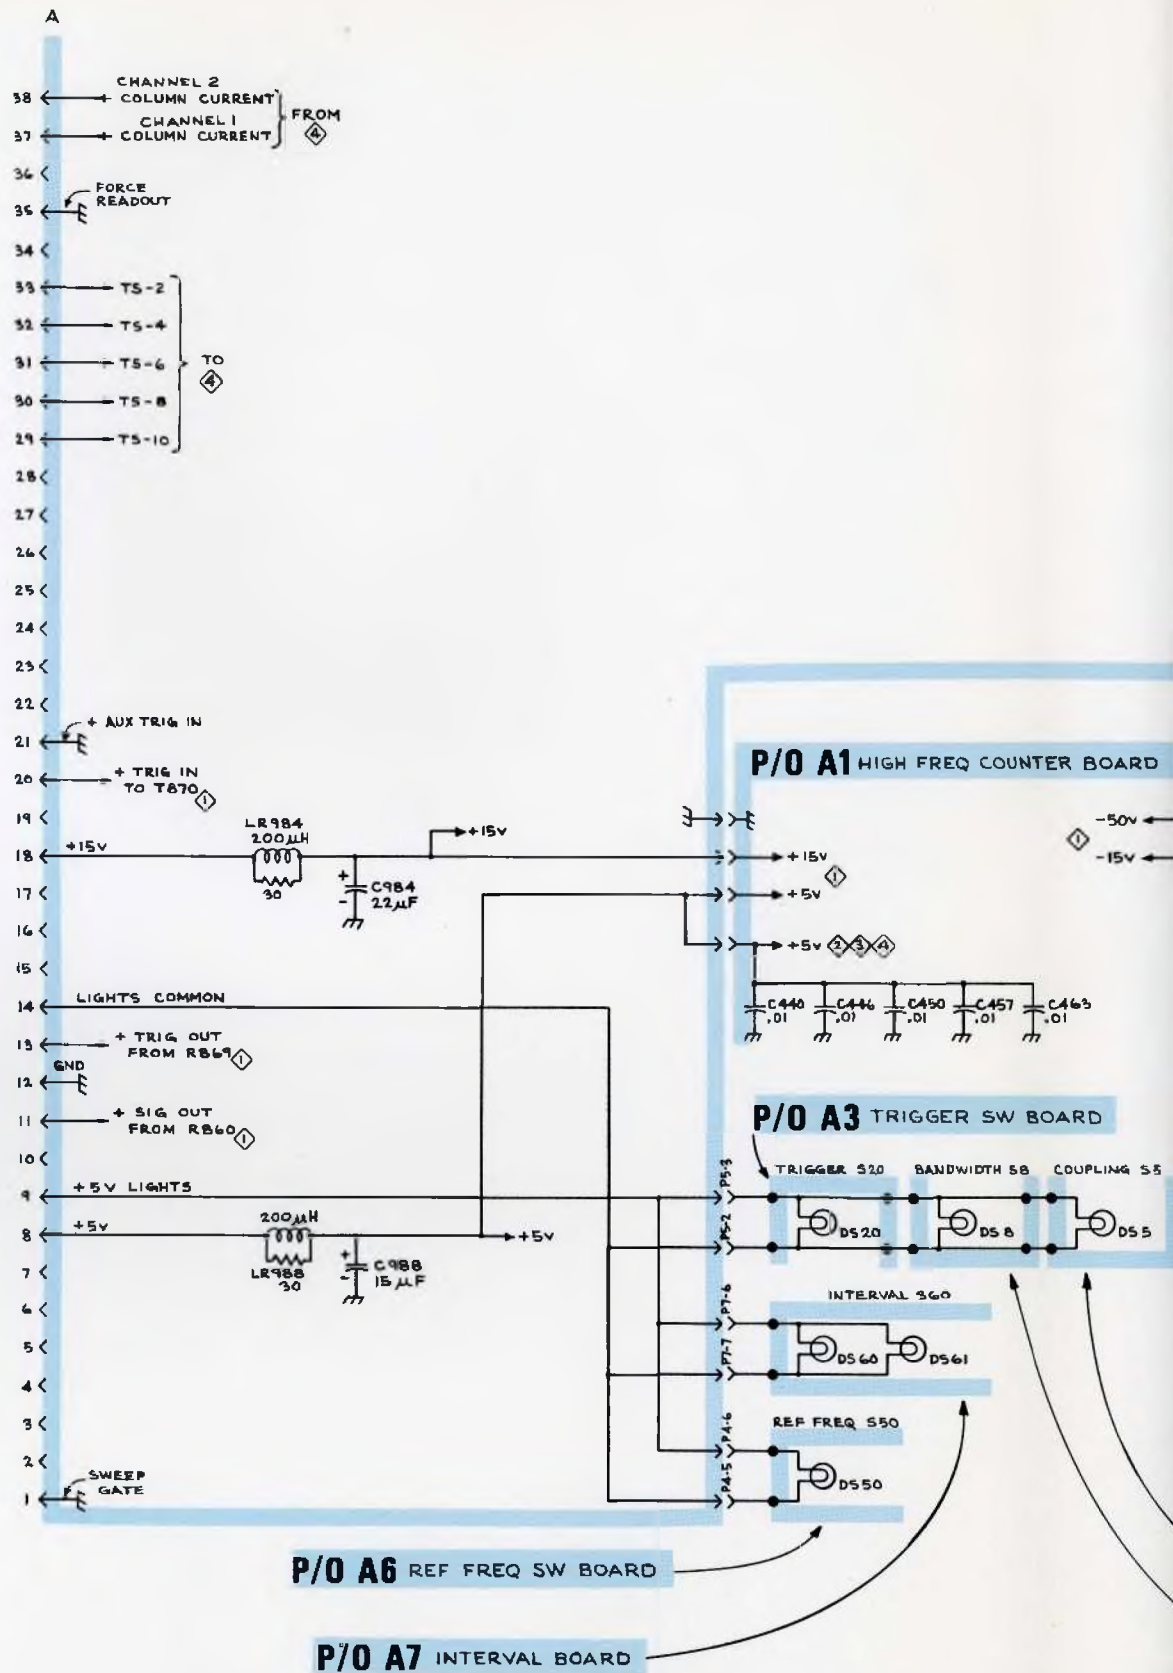 A
38
CHANNEL 2
COLUMN CURRENT
37
CHANNEL 1
COLUMN CURRENT
FROM
4
36
FORCE
READOUT
35
34
33 TS-2
32 TS-4
31 TS-6
30 TS-8
29 TS-10
TO
4
28
27
26
25
24
23
22
+ AUX TRIG IN
21
20
+ TRIG IN
TO T870 1
19
LR984
200µH
30
18 +15V
+15V
C984
22µF
+
-
17
16
15
14 LIGHTS COMMON
13
+ TRIG OUT
FROM R869 1
GND
12
11
+ SIG OUT
FROM R860 1
10
9 +5V LIGHTS
8 +5V
200µH
LR988
30
+
-
C988
15µF
+5V
7
6
5
4
3
2
SWEEP
GATE
1
P/O A1 HIGH FREQ COUNTER BOARD
-50V
1
-15V
+15V
1
+5V
+5V 2 3 4
C440
.01
C446
.01
C450
.01
C457
.01
C463
.01
P/O A3 TRIGGER SW BOARD
TRIGGER S20
BANDWIDTH S8
COUPLING S5
P5-3
P5-2
DS20
DS8
DS5
INTERVAL S60
P7-6
P7-7
DS60
DS61
REF FREQ S50
P4-6
P4-5
DS50
P/O A6 REF FREQ SW BOARD
P/O A7 INTERVAL BOARD